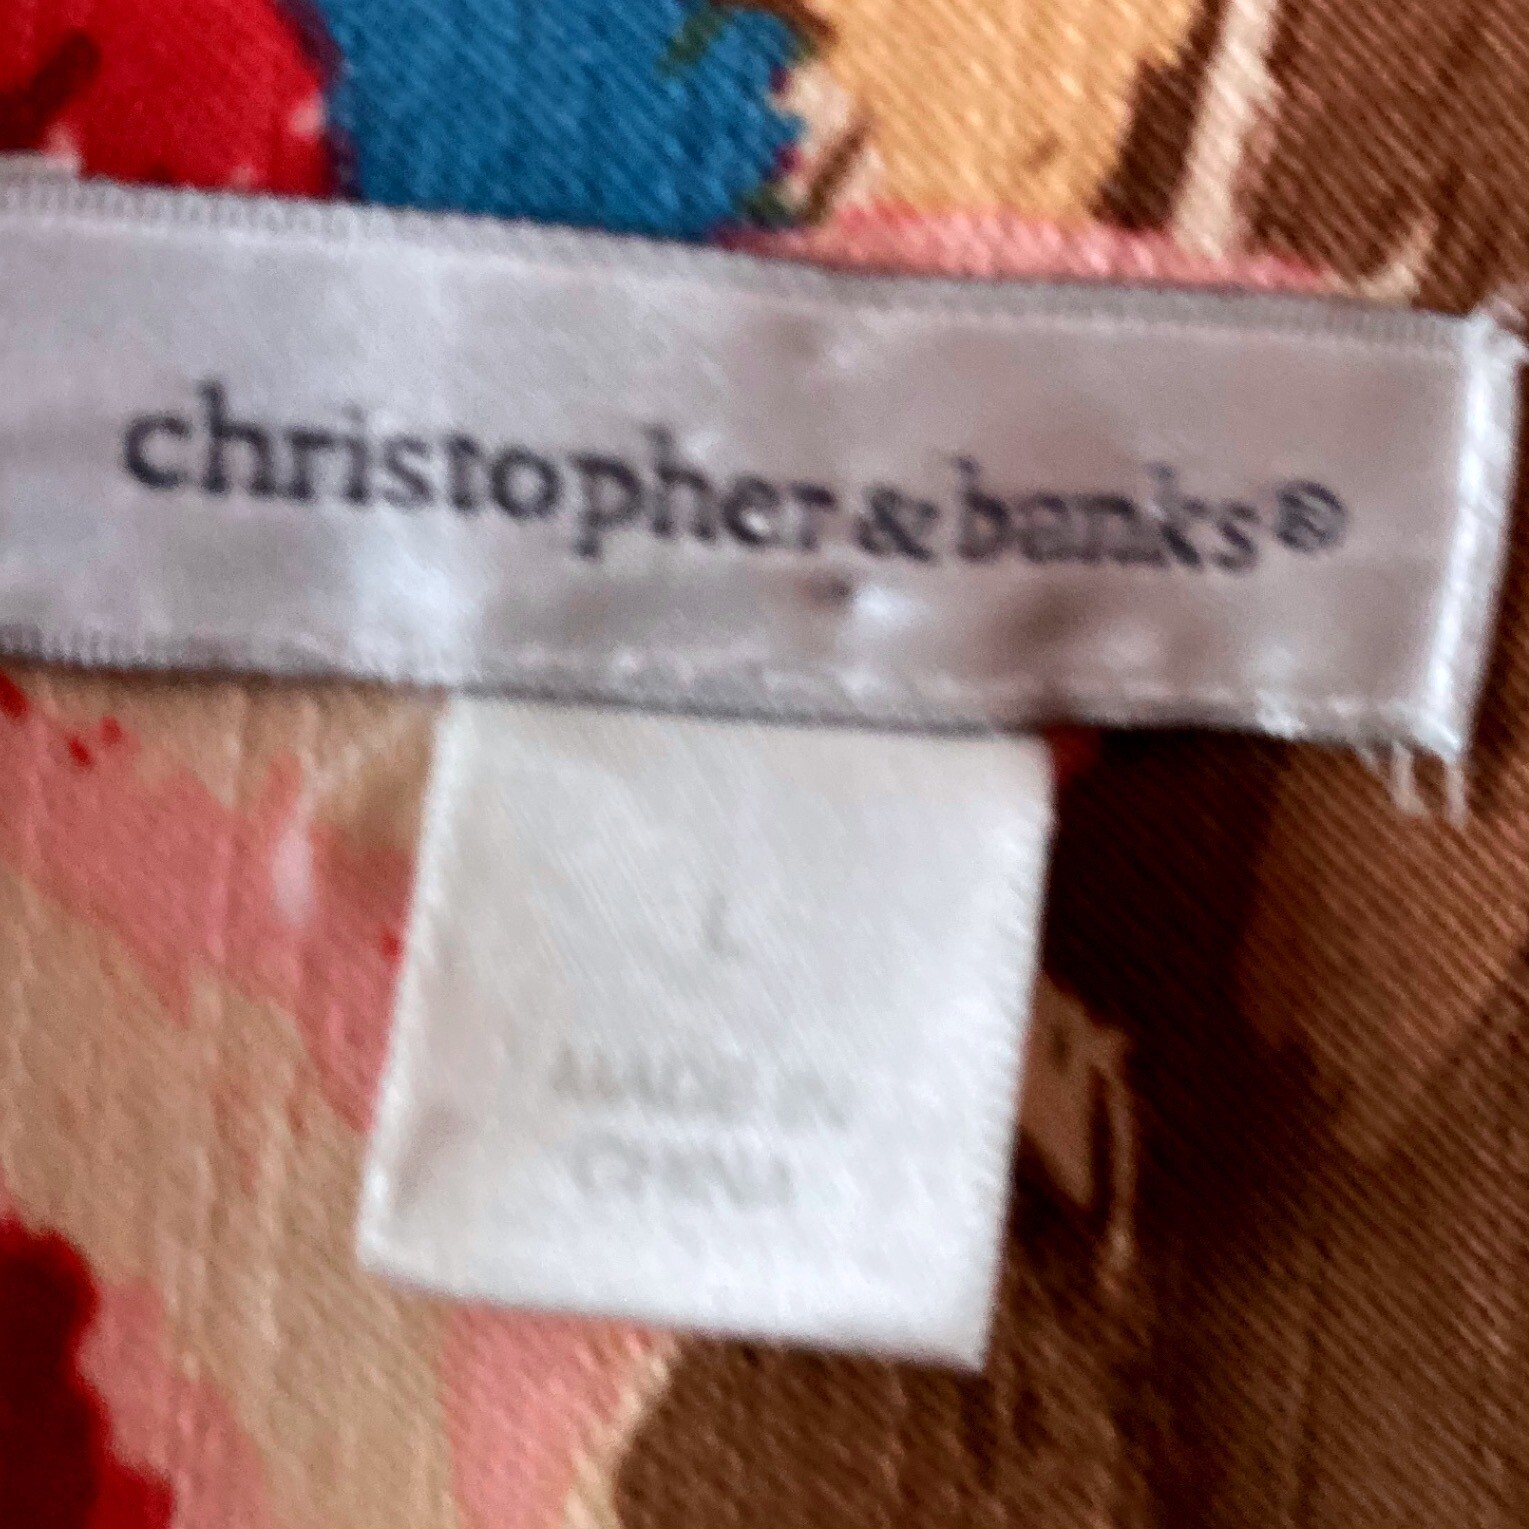 christopher & banks®
MADE IN
CHINA